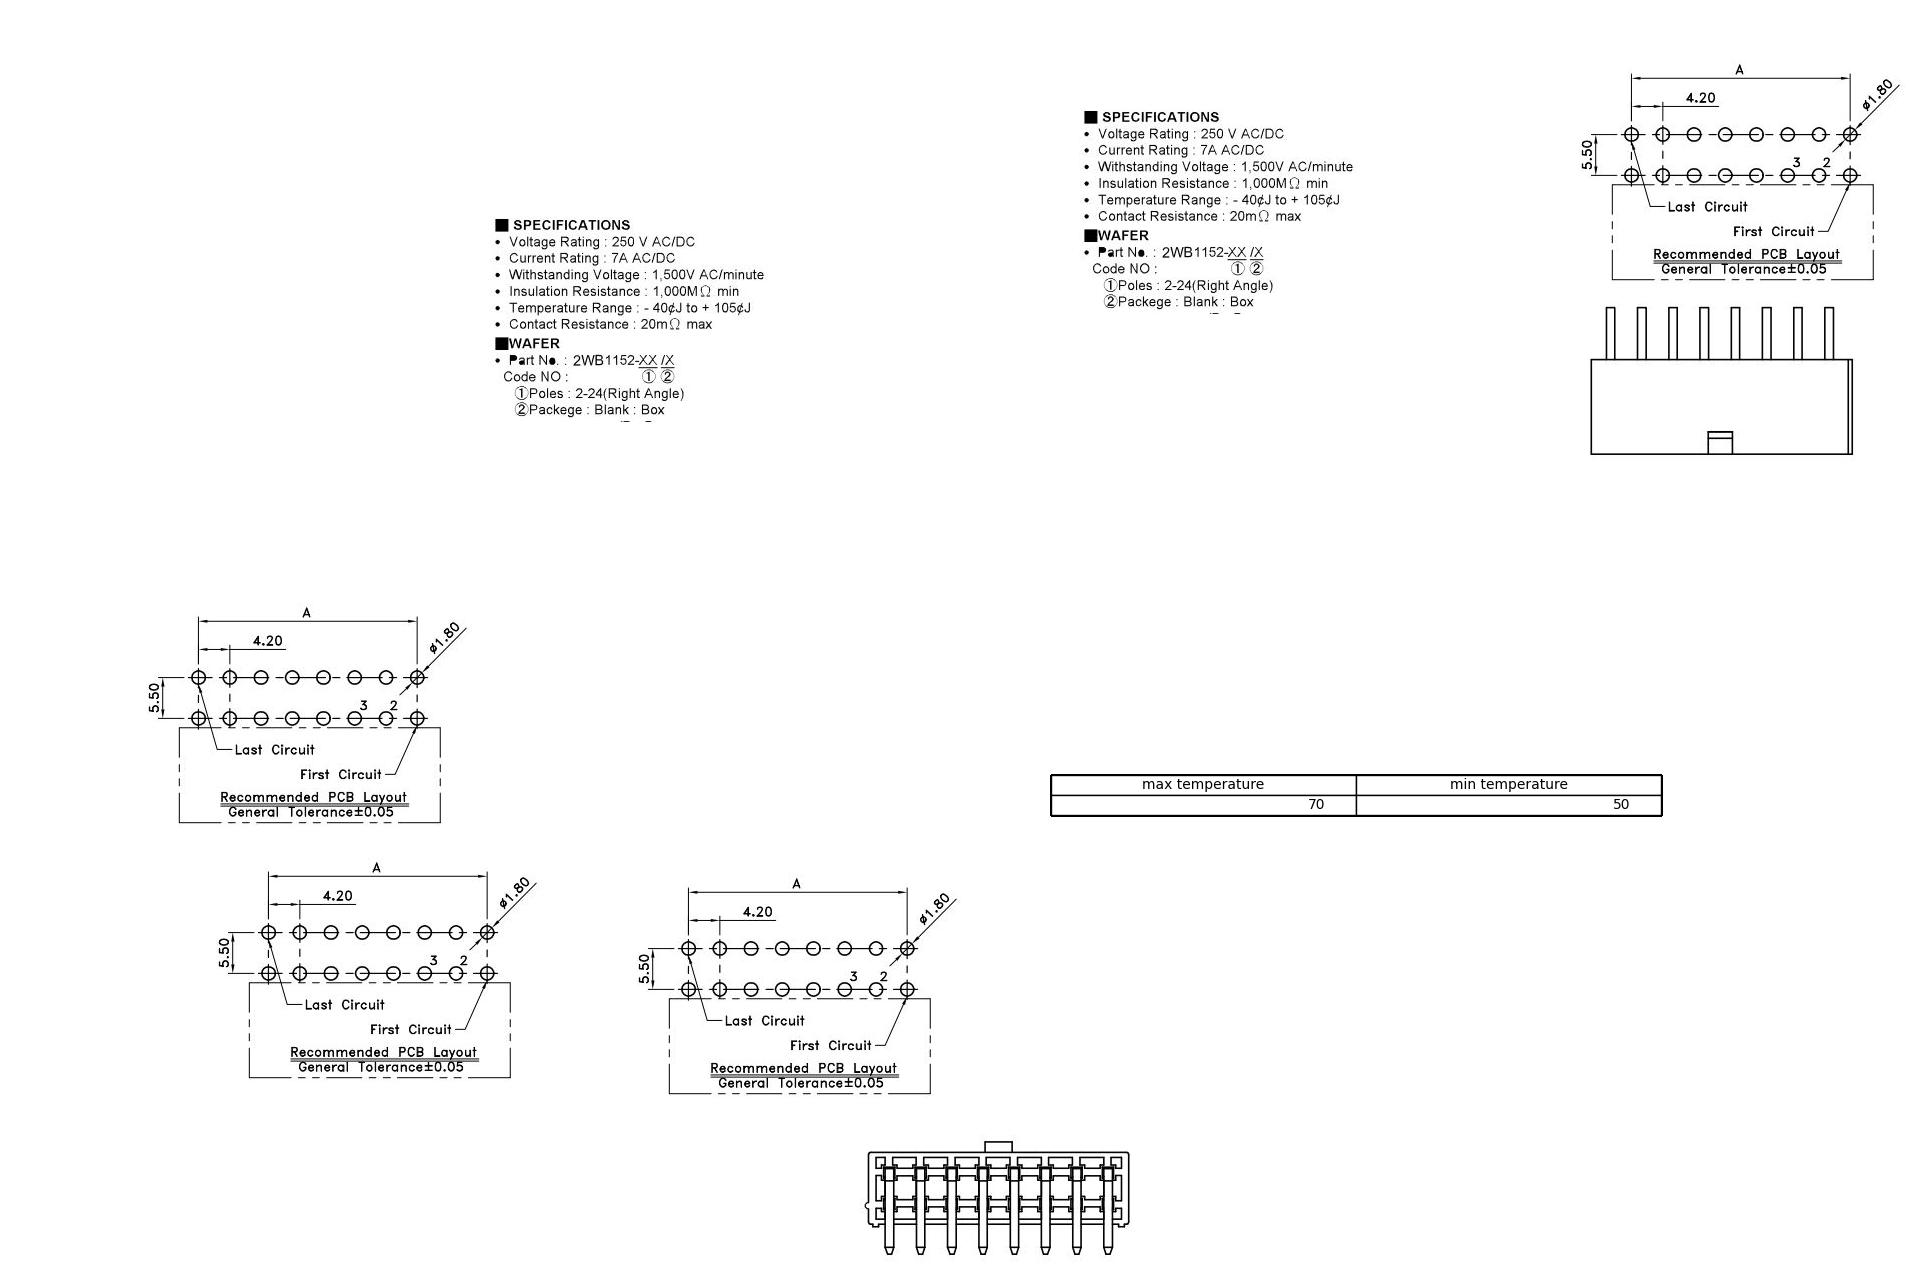 A
4.20
ø1.80
5.50
3 2
Last Circuit
First Circuit
Recommended PCB Layout
General Tolerance±0.05
■ SPECIFICATIONS
• Voltage Rating : 250 V AC/DC
• Current Rating : 7A AC/DC
• Withstanding Voltage : 1,500V AC/minute
• Insulation Resistance : 1,000MΩ min
• Temperature Range : - 40¢J to + 105¢J
• Contact Resistance : 20mΩ max
■WAFER
• Part No. : 2WB1152-XX /X
Code NO : ① ②
①Poles : 2-24(Right Angle)
②Packege : Blank : Box
■ SPECIFICATIONS
• Voltage Rating : 250 V AC/DC
• Current Rating : 7A AC/DC
• Withstanding Voltage : 1,500V AC/minute
• Insulation Resistance : 1,000MΩ min
• Temperature Range : - 40¢J to + 105¢J
• Contact Resistance : 20mΩ max
■WAFER
• Part No. : 2WB1152-XX /X
Code NO : ① ②
①Poles : 2-24(Right Angle)
②Packege : Blank : Box
A
4.20
ø1.80
5.50
3 2
Last Circuit
First Circuit
Recommended PCB Layout
General Tolerance±0.05
max temperature min temperature
70 50
A
4.20
ø1.80
5.50
3 2
Last Circuit
First Circuit
Recommended PCB Layout
General Tolerance±0.05
A
4.20
ø1.80
5.50
3 2
Last Circuit
First Circuit
Recommended PCB Layout
General Tolerance±0.05